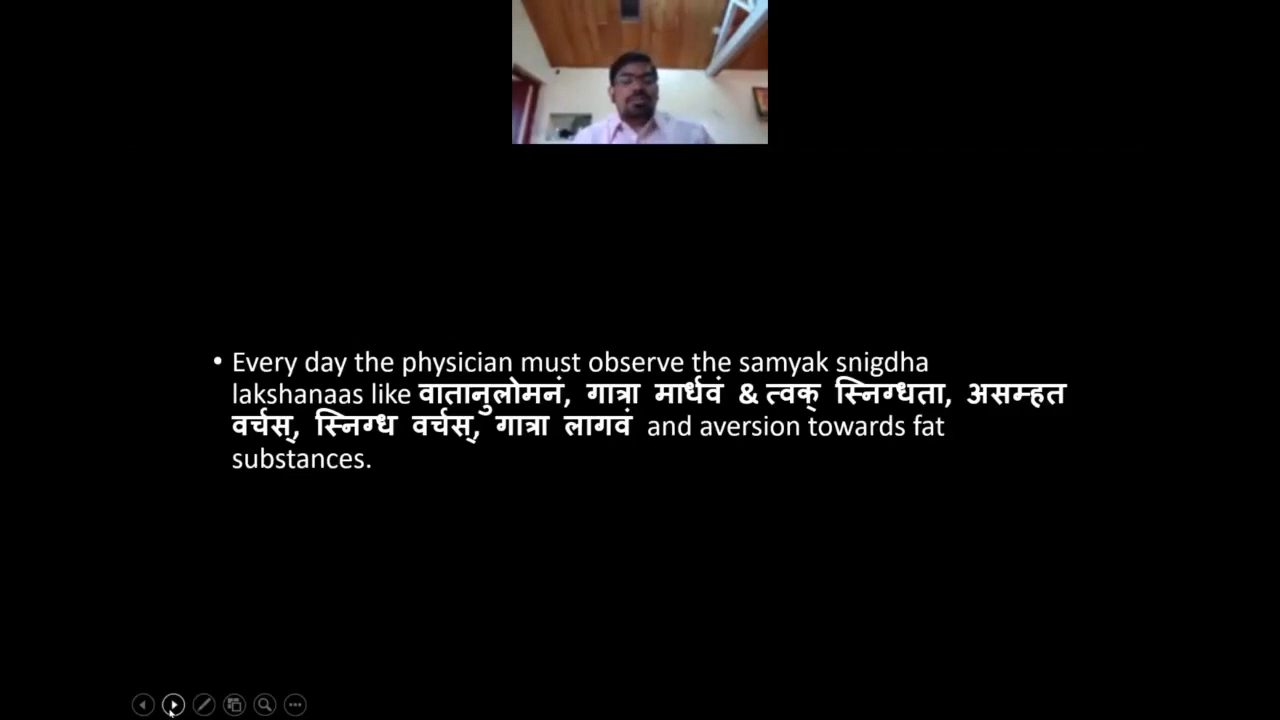 • Every day the physician must observe the samyak snigdha
lakshanaas like वातानुलोमनं, गात्रा मार्धवं & त्वक् स्निग्धता, असम्हत
वर्चस्, स्निग्ध वर्चस्, गात्रा लागवं and aversion towards fat
substances.